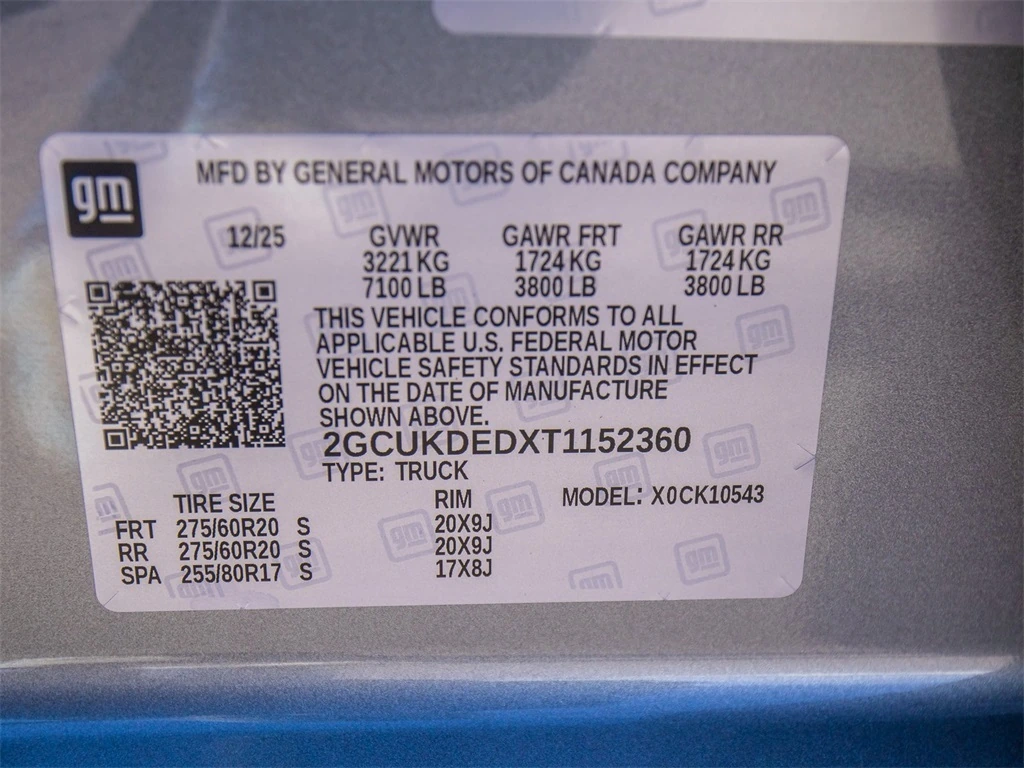 gm
MFD BY GENERAL MOTORS OF CANADA COMPANY
12/25 GVWR GAWR FRT GAWR RR
3221 KG 1724 KG 1724 KG
7100 LB 3800 LB 3800 LB
THIS VEHICLE CONFORMS TO ALL
APPLICABLE U.S. FEDERAL MOTOR
VEHICLE SAFETY STANDARDS IN EFFECT
ON THE DATE OF MANUFACTURE
SHOWN ABOVE.
2GCUKDEDXT1152360
TYPE: TRUCK
TIRE SIZE RIM MODEL: X0CK10543
FRT 275/60R20 S 20X9J
RR 275/60R20 S 20X9J
SPA 255/80R17 S 17X8J